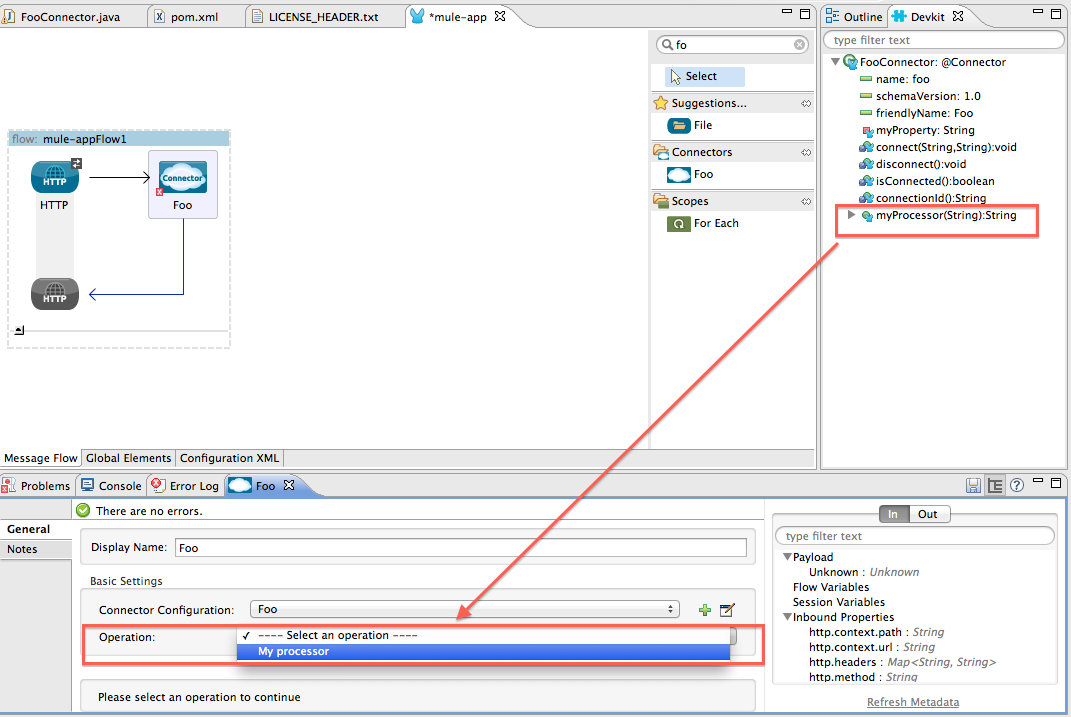 FooConnector.java
pom.xml
LICENSE_HEADER.txt
*mule-app
fo
Select
Suggestions...
File
Connectors
Foo
Scopes
For Each
flow: mule-appFlow1
HTTP
HTTP
Connector
Foo
HTTP
Message Flow
Global Elements
Configuration XML
Outline
Devkit
type filter text
FooConnector: @Connector
name: foo
schemaVersion: 1.0
friendlyName: Foo
myProperty: String
connect(String,String):void
disconnect():void
isConnected():boolean
connectionId():String
myProcessor(String):String
Problems
Console
Error Log
Foo
There are no errors.
General
Notes
Display Name: Foo
Basic Settings
Connector Configuration: Foo
Operation: ✓ ---- Select an operation ----
My processor
Please select an operation to continue
In
Out
type filter text
Payload
Unknown : Unknown
Flow Variables
Session Variables
Inbound Properties
http.context.path : String
http.context.url : String
http.headers : Map<String, String>
http.method : String
Refresh Metadata